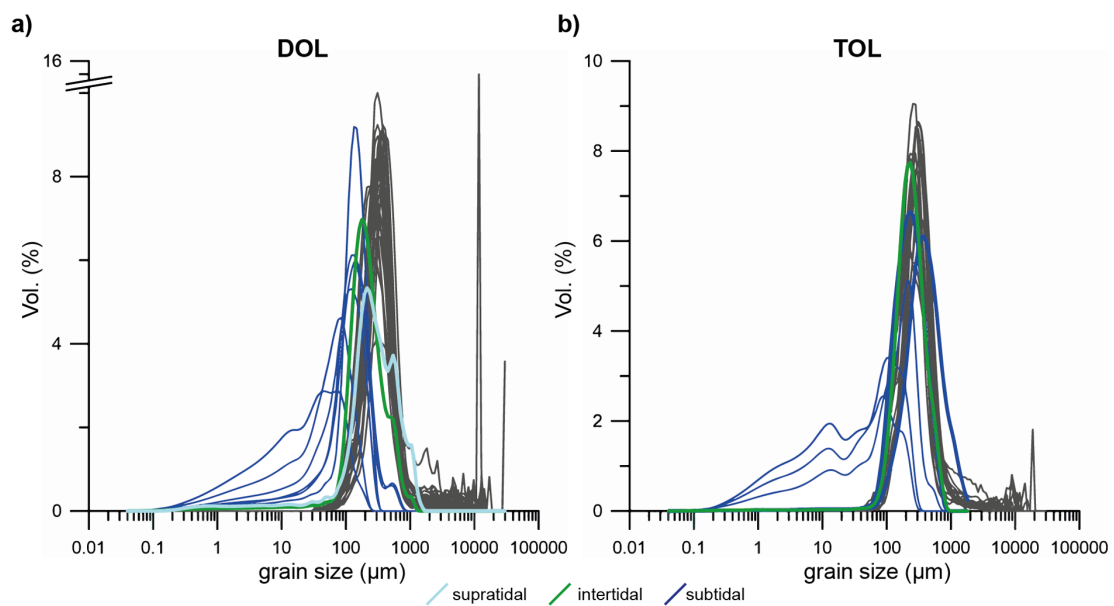 a)
DOL
16
8
4
0
Vol. (%)
0.01 0.1 1 10 100 1000 10000 100000
grain size (µm)
b)
TOL
10
8
6
4
2
0
Vol. (%)
0.01 0.1 1 10 100 1000 10000 100000
grain size (µm)
supratidal intertidal subtidal